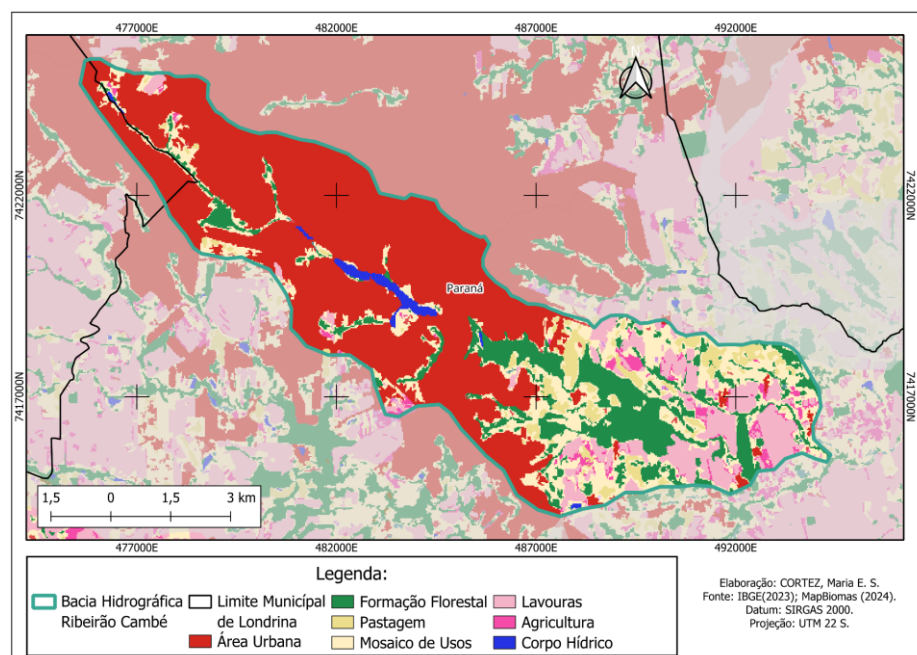 477000E 482000E 487000E 492000E
N
7422000N 7422000N
Paraná
7417000N 7417000N
1,5 0 1,5 3 km
477000E 482000E 487000E 492000E
Legenda:
Bacia Hidrográfica
Ribeirão Cambé
Limite Municípal
de Londrina
Área Urbana
Formação Florestal
Pastagem
Mosaico de Usos
Lavouras
Agricultura
Corpo Hídrico
Elaboração: CORTEZ, Maria E. S.
Fonte: IBGE(2023); MapBiomas (2024).
Datum: SIRGAS 2000.
Projeção: UTM 22 S.